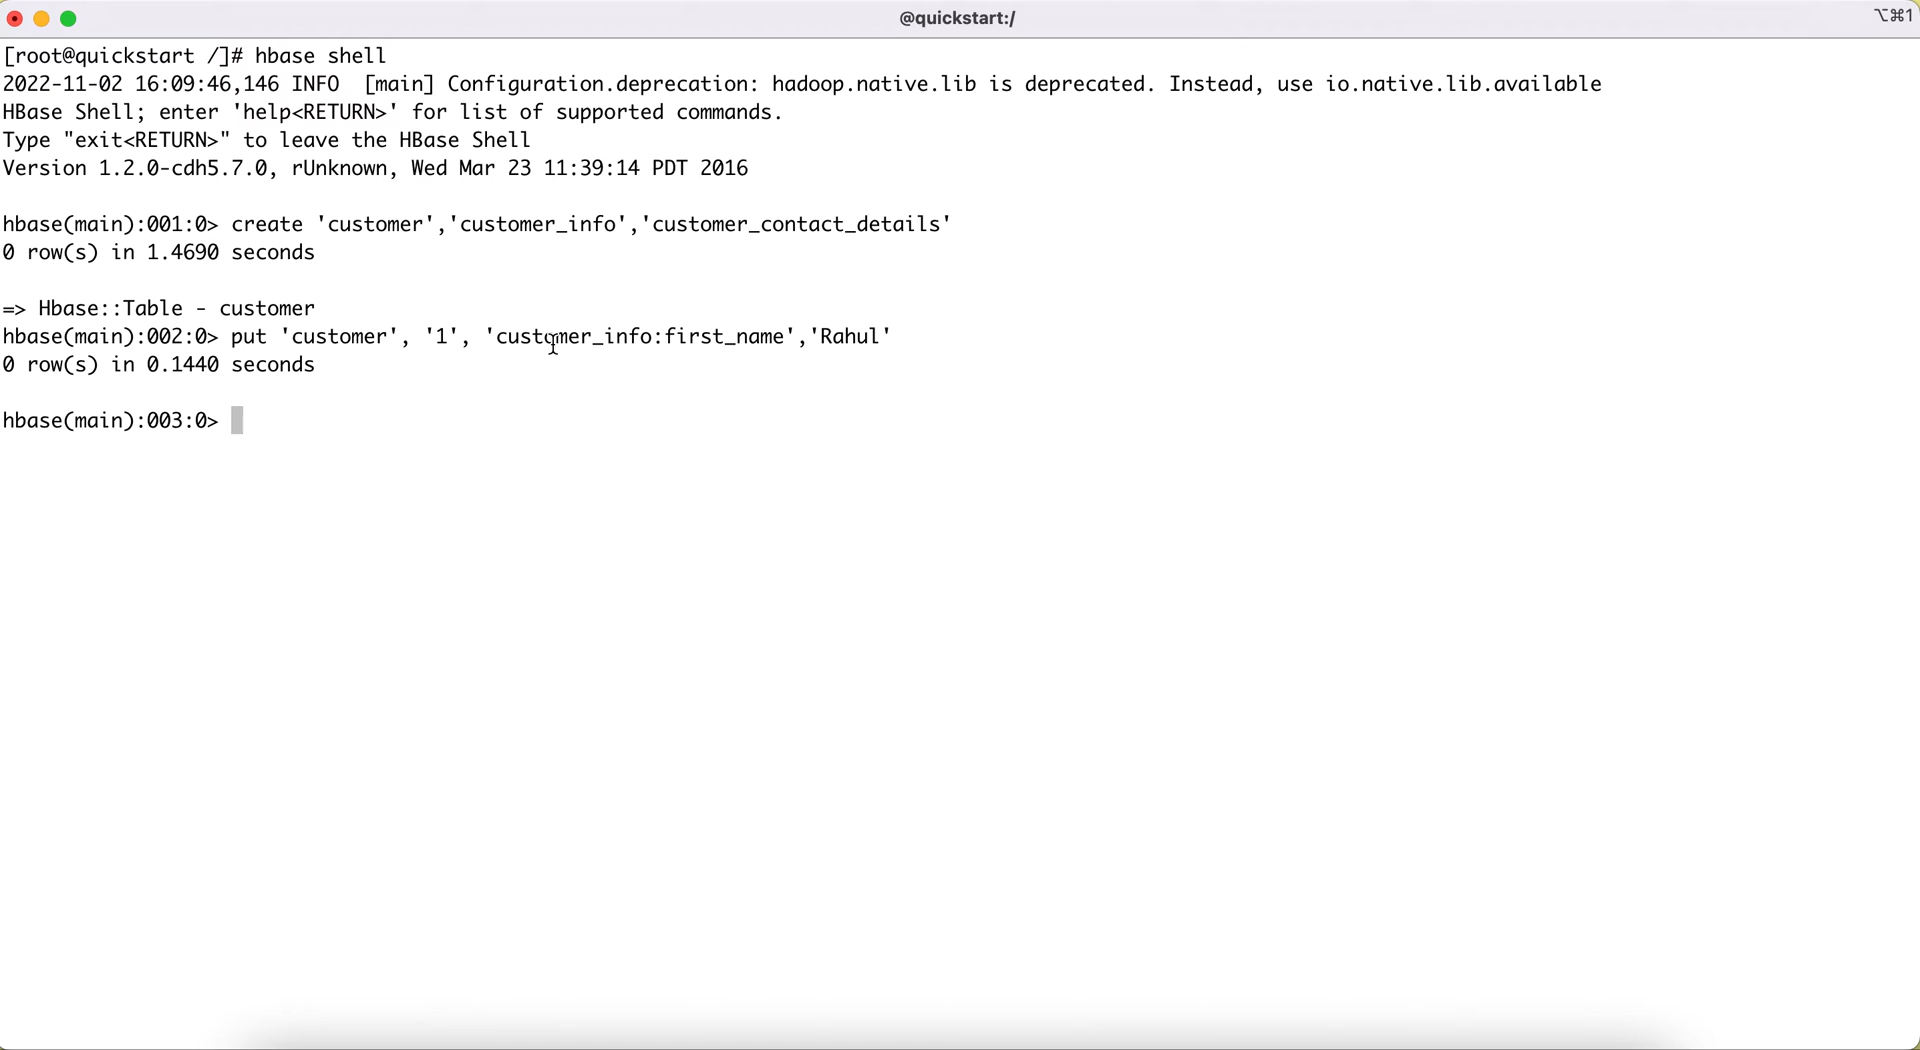 @quickstart:/
⌥⌘1
[root@quickstart /]# hbase shell
2022-11-02 16:09:46,146 INFO  [main] Configuration.deprecation: hadoop.native.lib is deprecated. Instead, use io.native.lib.available
HBase Shell; enter 'help<RETURN>' for list of supported commands.
Type "exit<RETURN>" to leave the HBase Shell
Version 1.2.0-cdh5.7.0, rUnknown, Wed Mar 23 11:39:14 PDT 2016
hbase(main):001:0> create 'customer','customer_info','customer_contact_details'
0 row(s) in 1.4690 seconds
=> Hbase::Table - customer
hbase(main):002:0> put 'customer', '1', 'customer_info:first_name','Rahul'
0 row(s) in 0.1440 seconds
hbase(main):003:0>